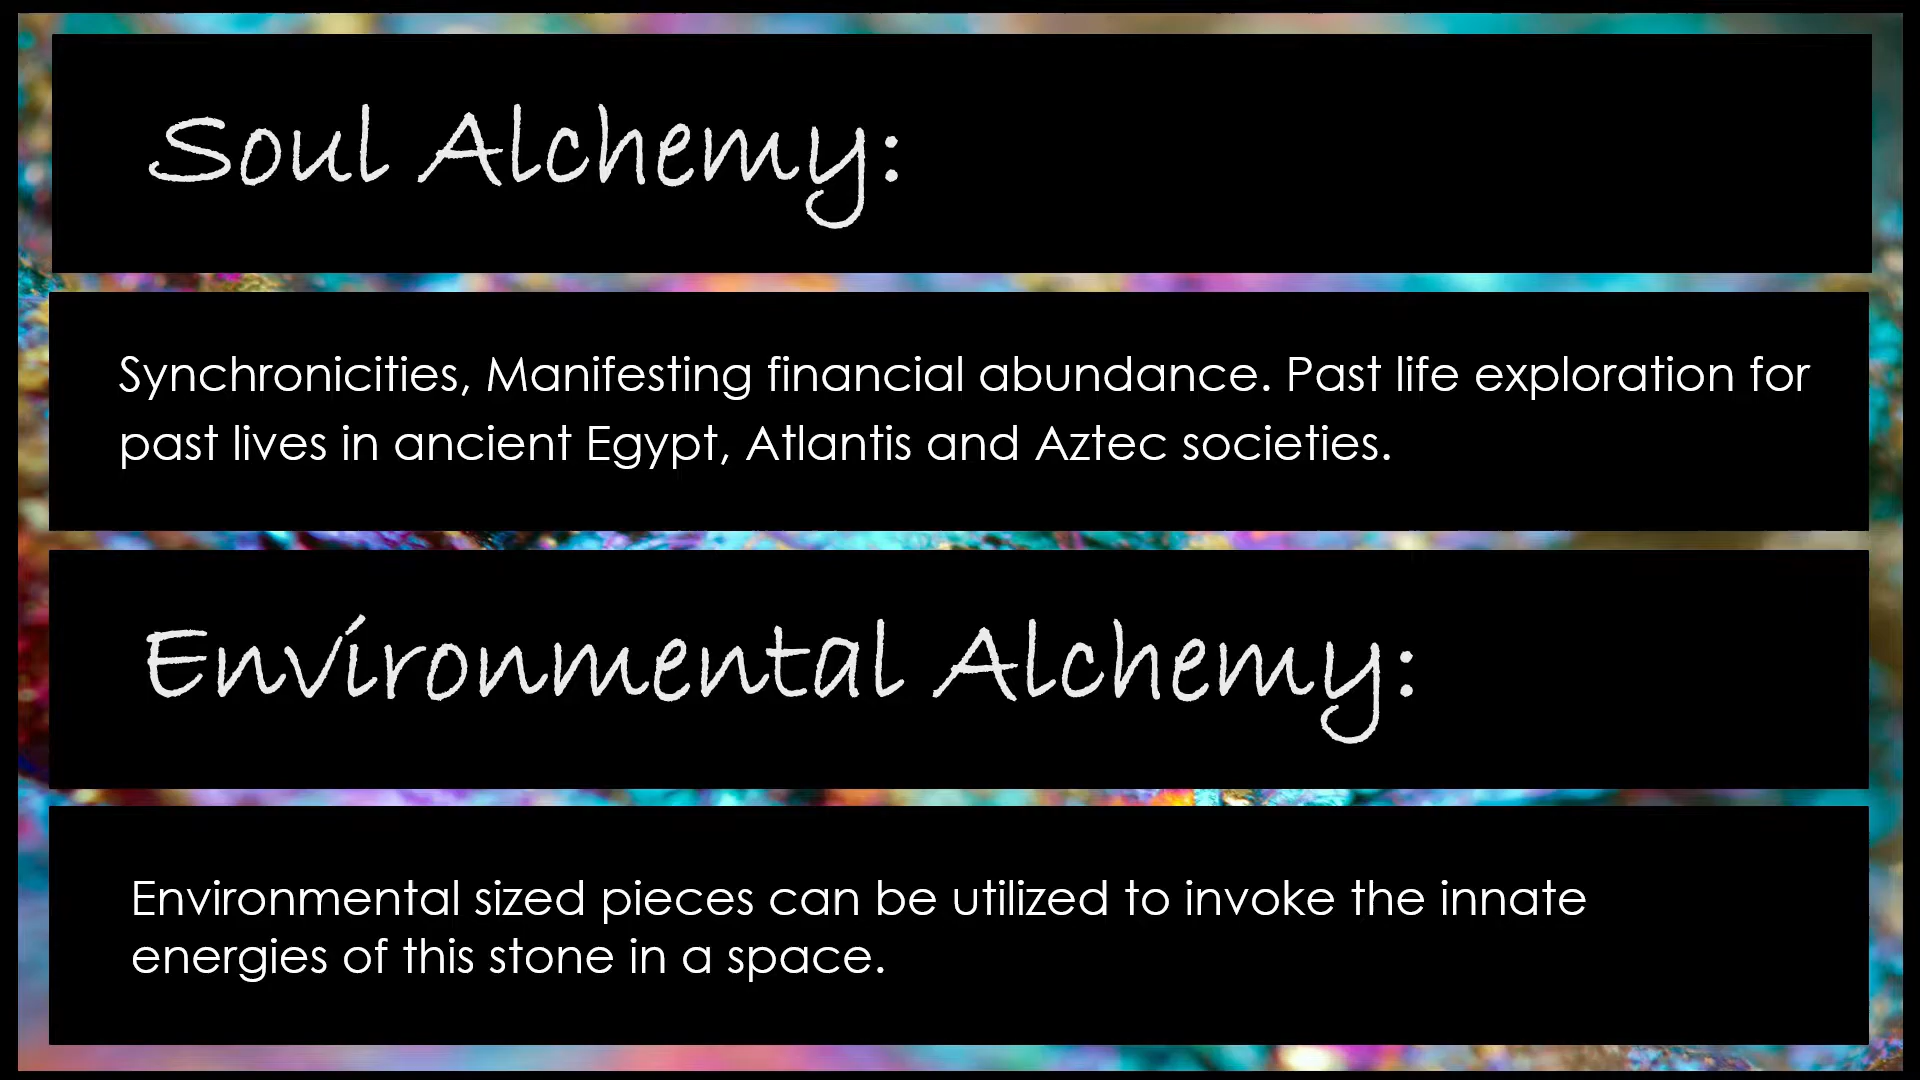 Soul Alchemy:
Synchronicities, Manifesting financial abundance. Past life exploration for
past lives in ancient Egypt, Atlantis and Aztec societies.
Environmental Alchemy:
Environmental sized pieces can be utilized to invoke the innate
energies of this stone in a space.